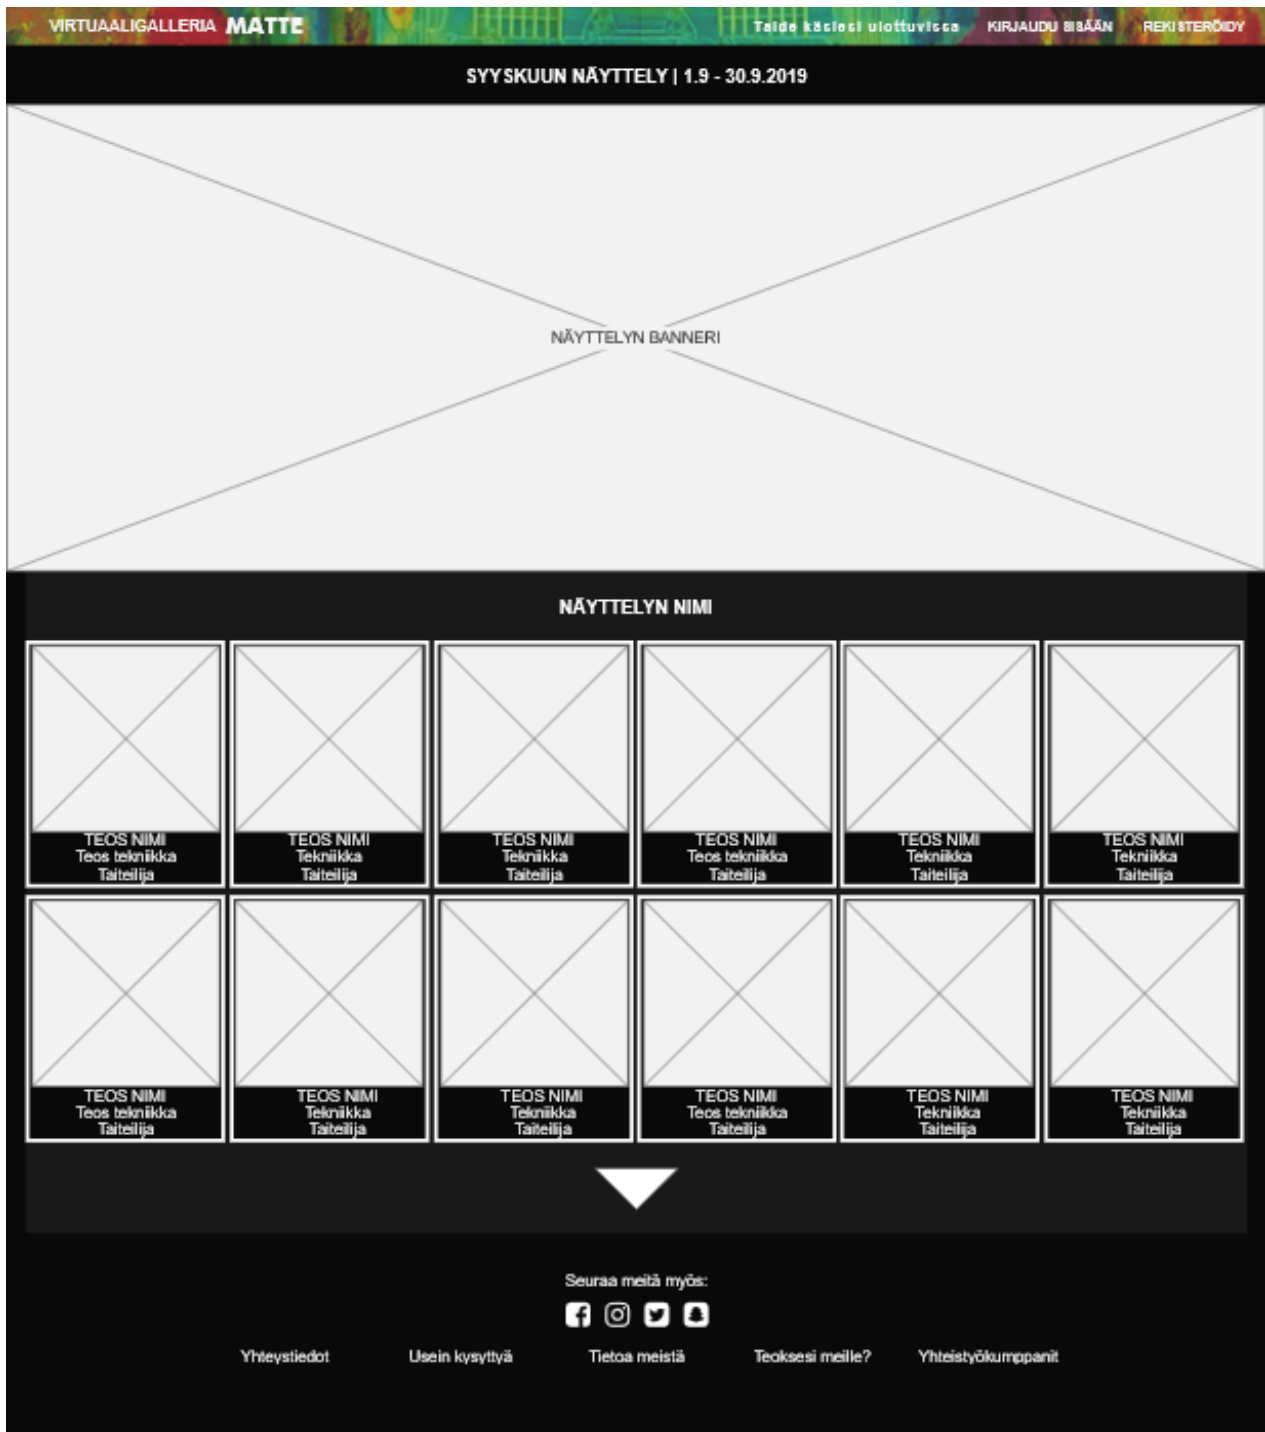 VIRTUAALIGALLERIA MATTE
Taide käsiesi ulottuvissa
KIRJAUDU SISÄÄN
REKISTERÖIDY
SYYSKUUN NÄYTTELY | 1.9 - 30.9.2019
NÄYTTELYN BANNERI
NÄYTTELYN NIMI
TEOS NIMI
Teos tekniikka
Taiteilija
TEOS NIMI
Tekniikka
Taiteilija
TEOS NIMI
Tekniikka
Taiteilija
TEOS NIMI
Teos tekniikka
Taiteilija
TEOS NIMI
Tekniikka
Taiteilija
TEOS NIMI
Tekniikka
Taiteilija
TEOS NIMI
Teos tekniikka
Taiteilija
TEOS NIMI
Tekniikka
Taiteilija
TEOS NIMI
Tekniikka
Taiteilija
TEOS NIMI
Teos tekniikka
Taiteilija
TEOS NIMI
Tekniikka
Taiteilija
TEOS NIMI
Tekniikka
Taiteilija
Seuraa meitä myös:
Yhteystiedot
Usein kysyttyä
Tietoa meistä
Teoksesi meille?
Yhteistyökumppanit